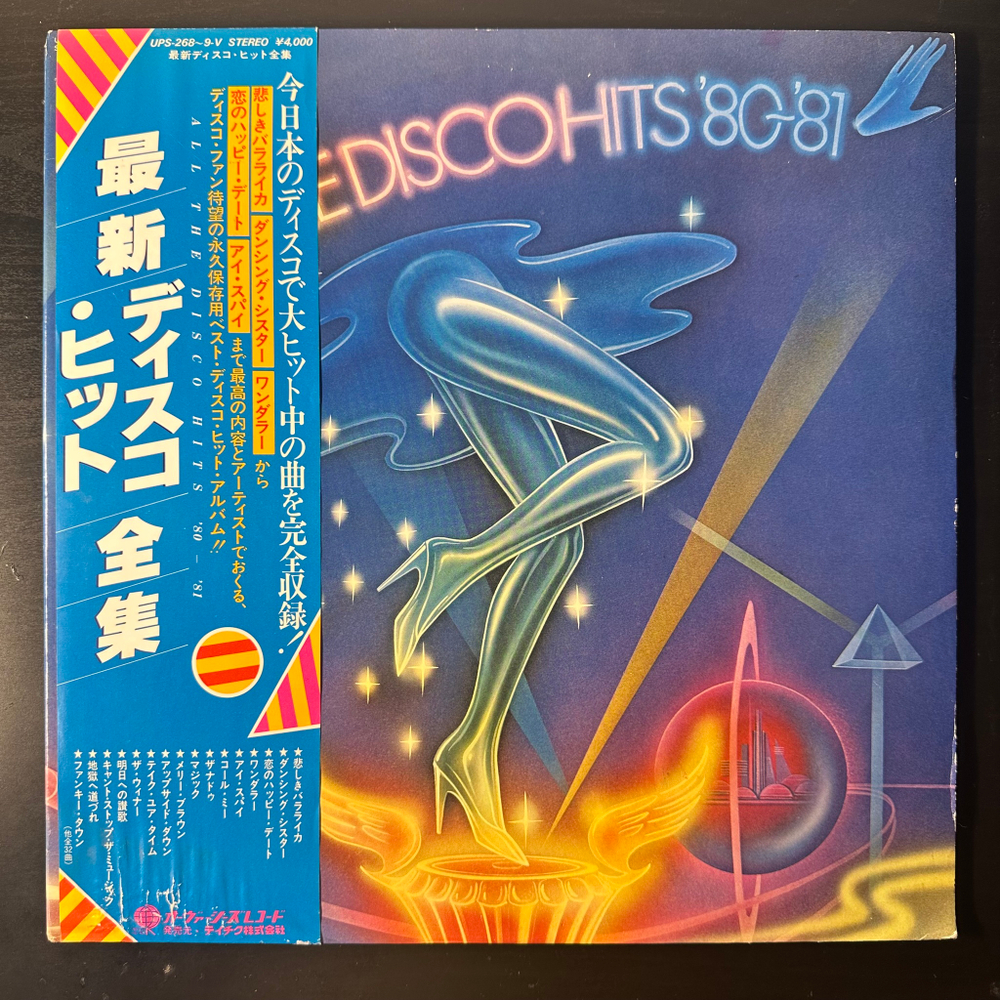 UPS-268~9-V STEREO ¥4,000
最新ディスコ・ヒット全集
今日本のディスコで大ヒット中の曲を完全収録!
悲しきバラライカ ダンシング・シスター ワンダラー から
恋のハッピー・デート アイ・スパイ まで最高の内容とアーティストでおくる、
ディスコ・ファン待望の永久保存用ベスト・ディスコ・ヒット・アルバム!!
ALL THE DISCO HITS '80-'81
最新ディスコ
・ヒット全集
★悲しきバラライカ
★ダンシング・シスター
★恋のハッピー・デート
★ワンダラー
★アイ・スパイ
★コール・ミー
★ザナドゥ
★マジック
★メリー・ブラウン
★アップサイド・ダウン
★テイク・ユア・タイム
★ザ・ウィナー
★明日への讃歌
★キャント・ストップ・ザ・ミュージック
★地獄へ道づれ
★ファンキー・タウン
(他全32曲)
オーヴァーシーズレコード
発売元・テイチク株式会社
E DISCO HITS '80-'81